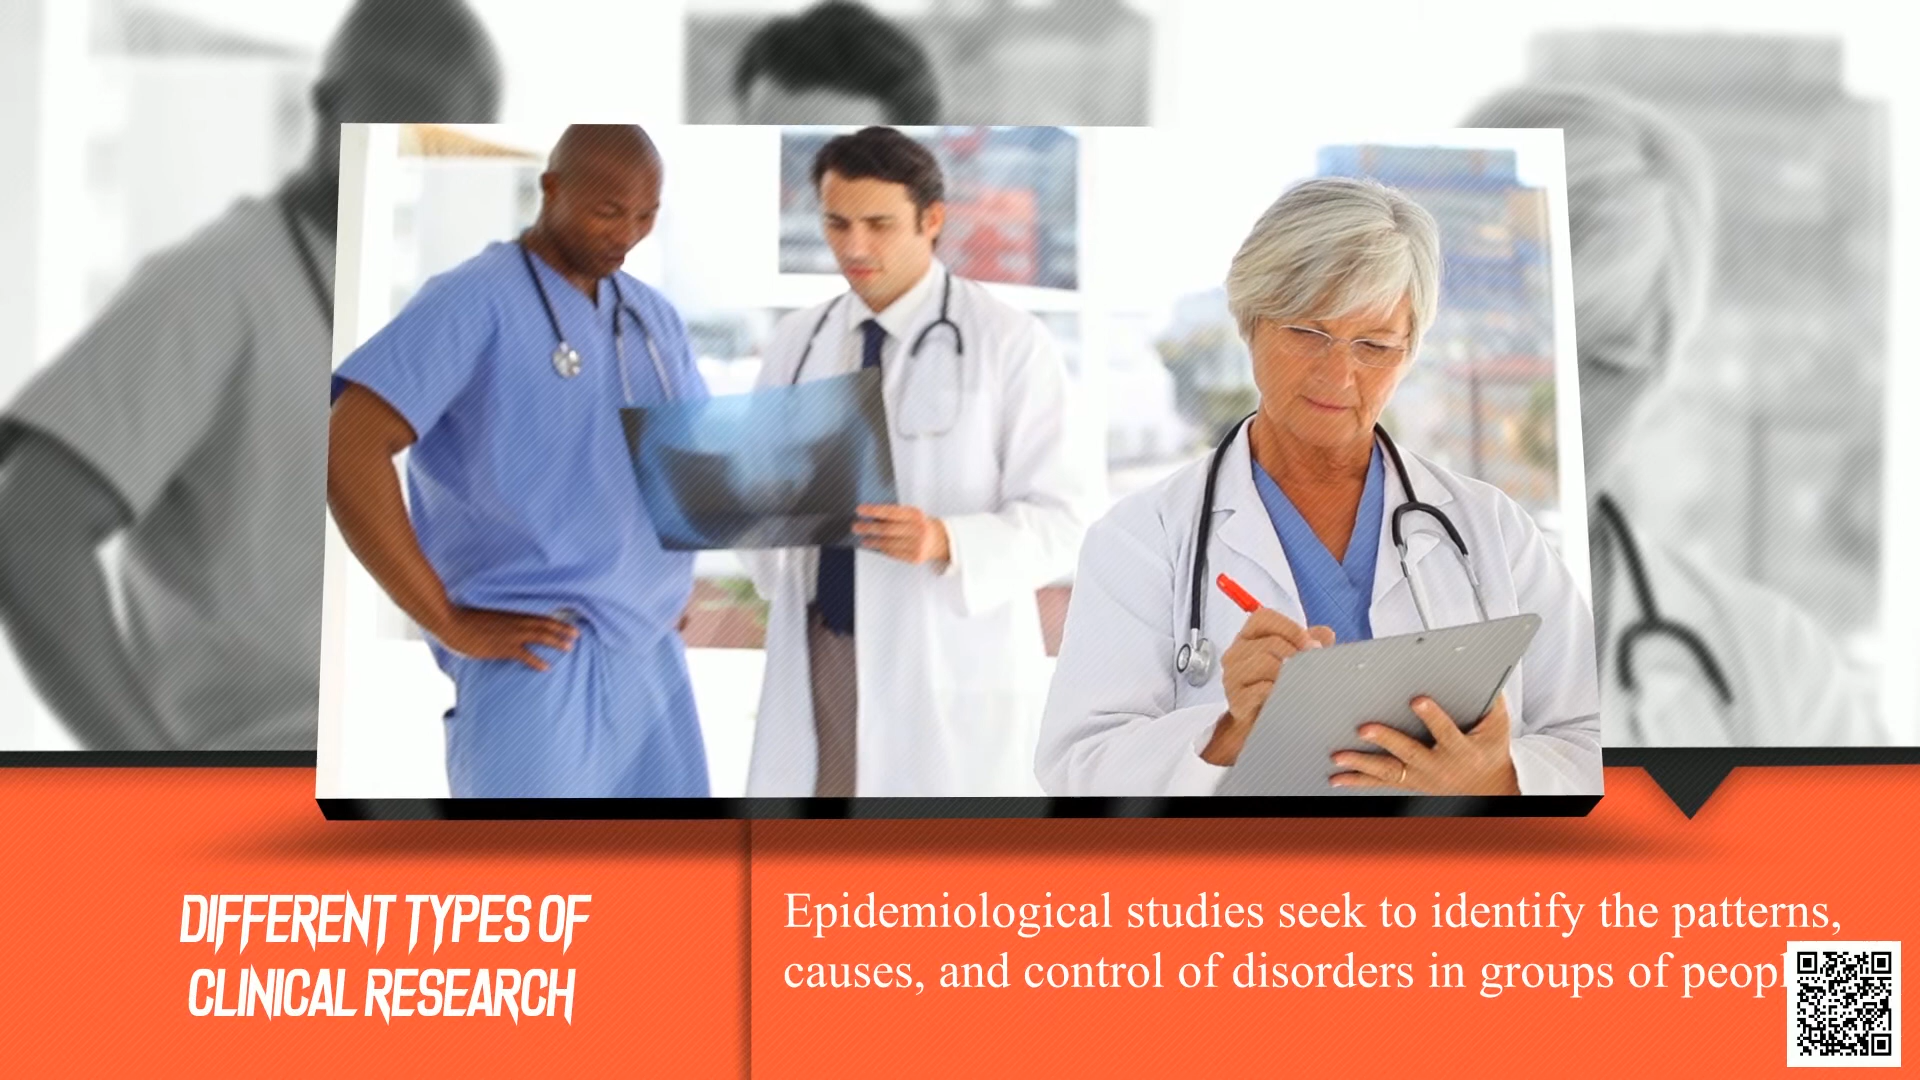 DIFFERENT TYPES OF
CLINICAL RESEARCH
Epidemiological studies seek to identify the patterns,
causes, and control of disorders in groups of